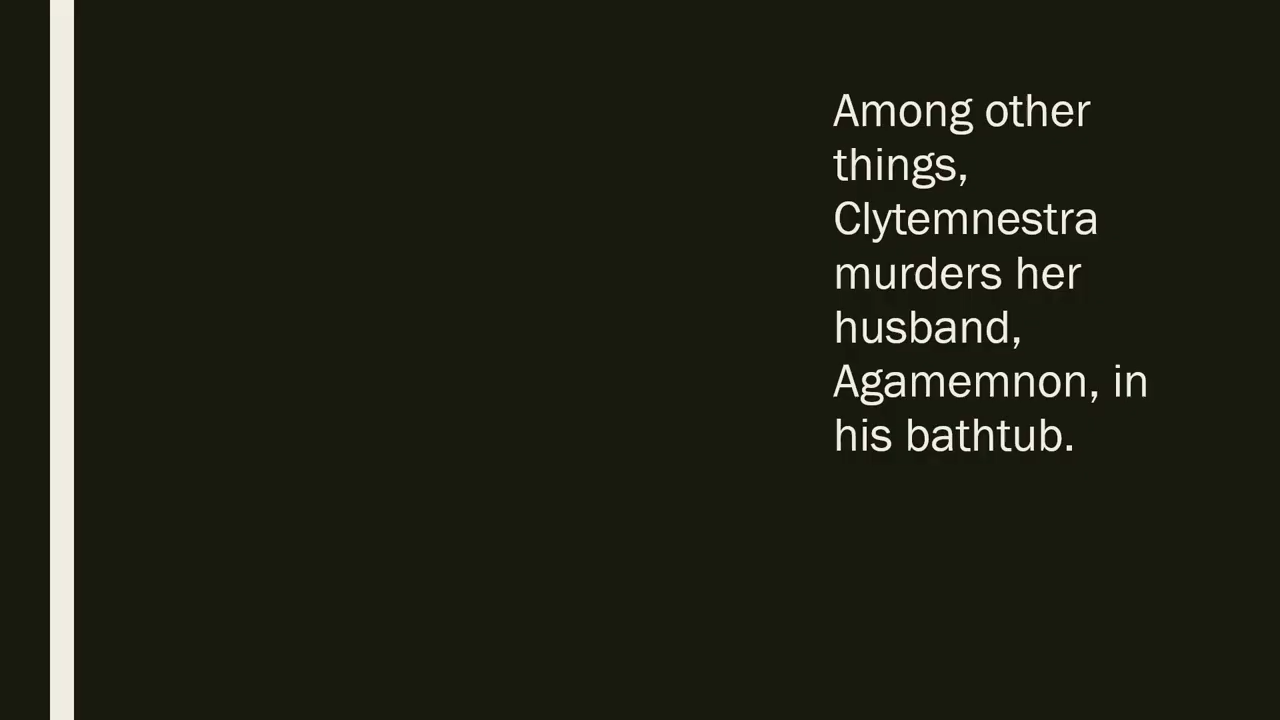 Among other
things,
Clytemnestra
murders her
husband,
Agamemnon, in
his bathtub.